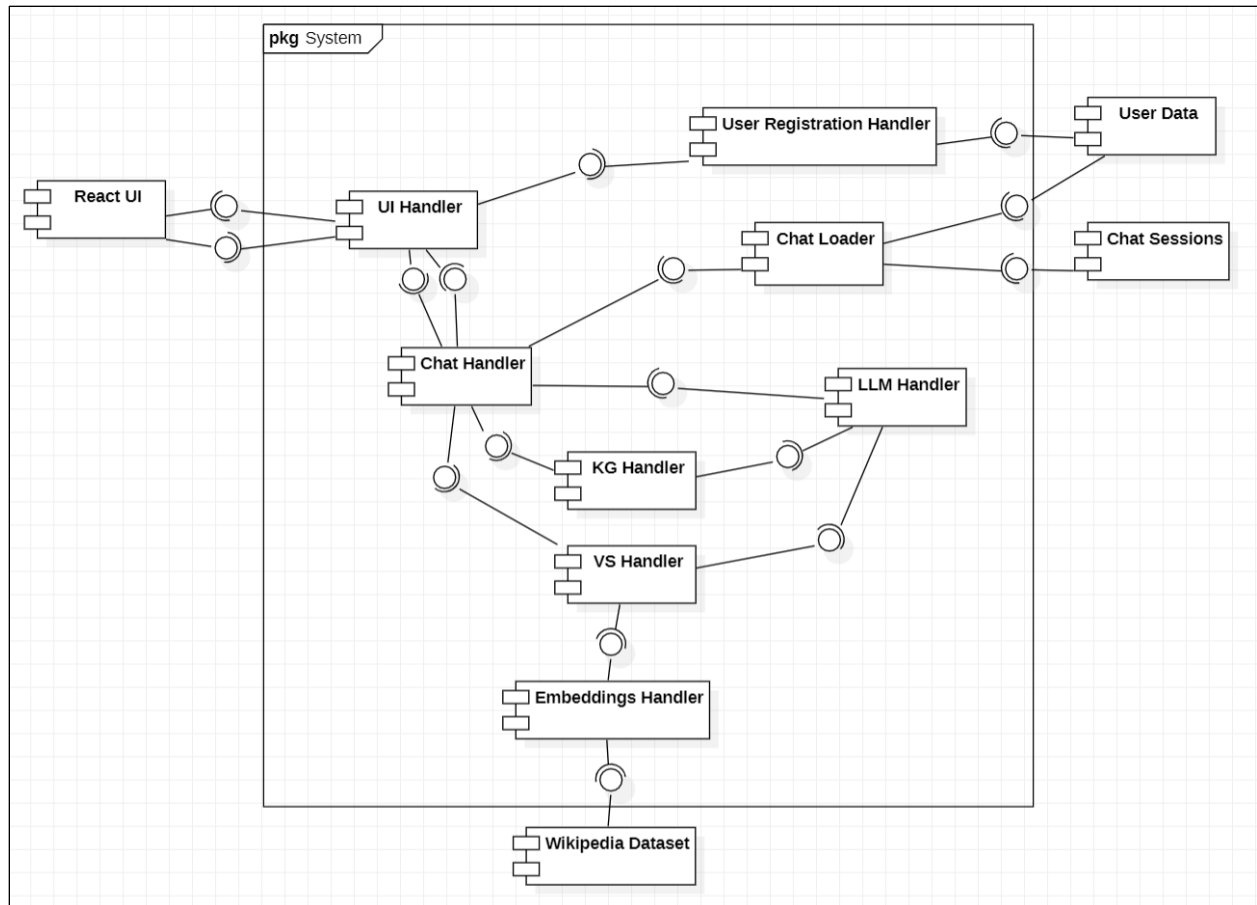 pkg System
User Registration Handler
User Data
React UI
UI Handler
Chat Loader
Chat Sessions
Chat Handler
LLM Handler
KG Handler
VS Handler
Embeddings Handler
Wikipedia Dataset